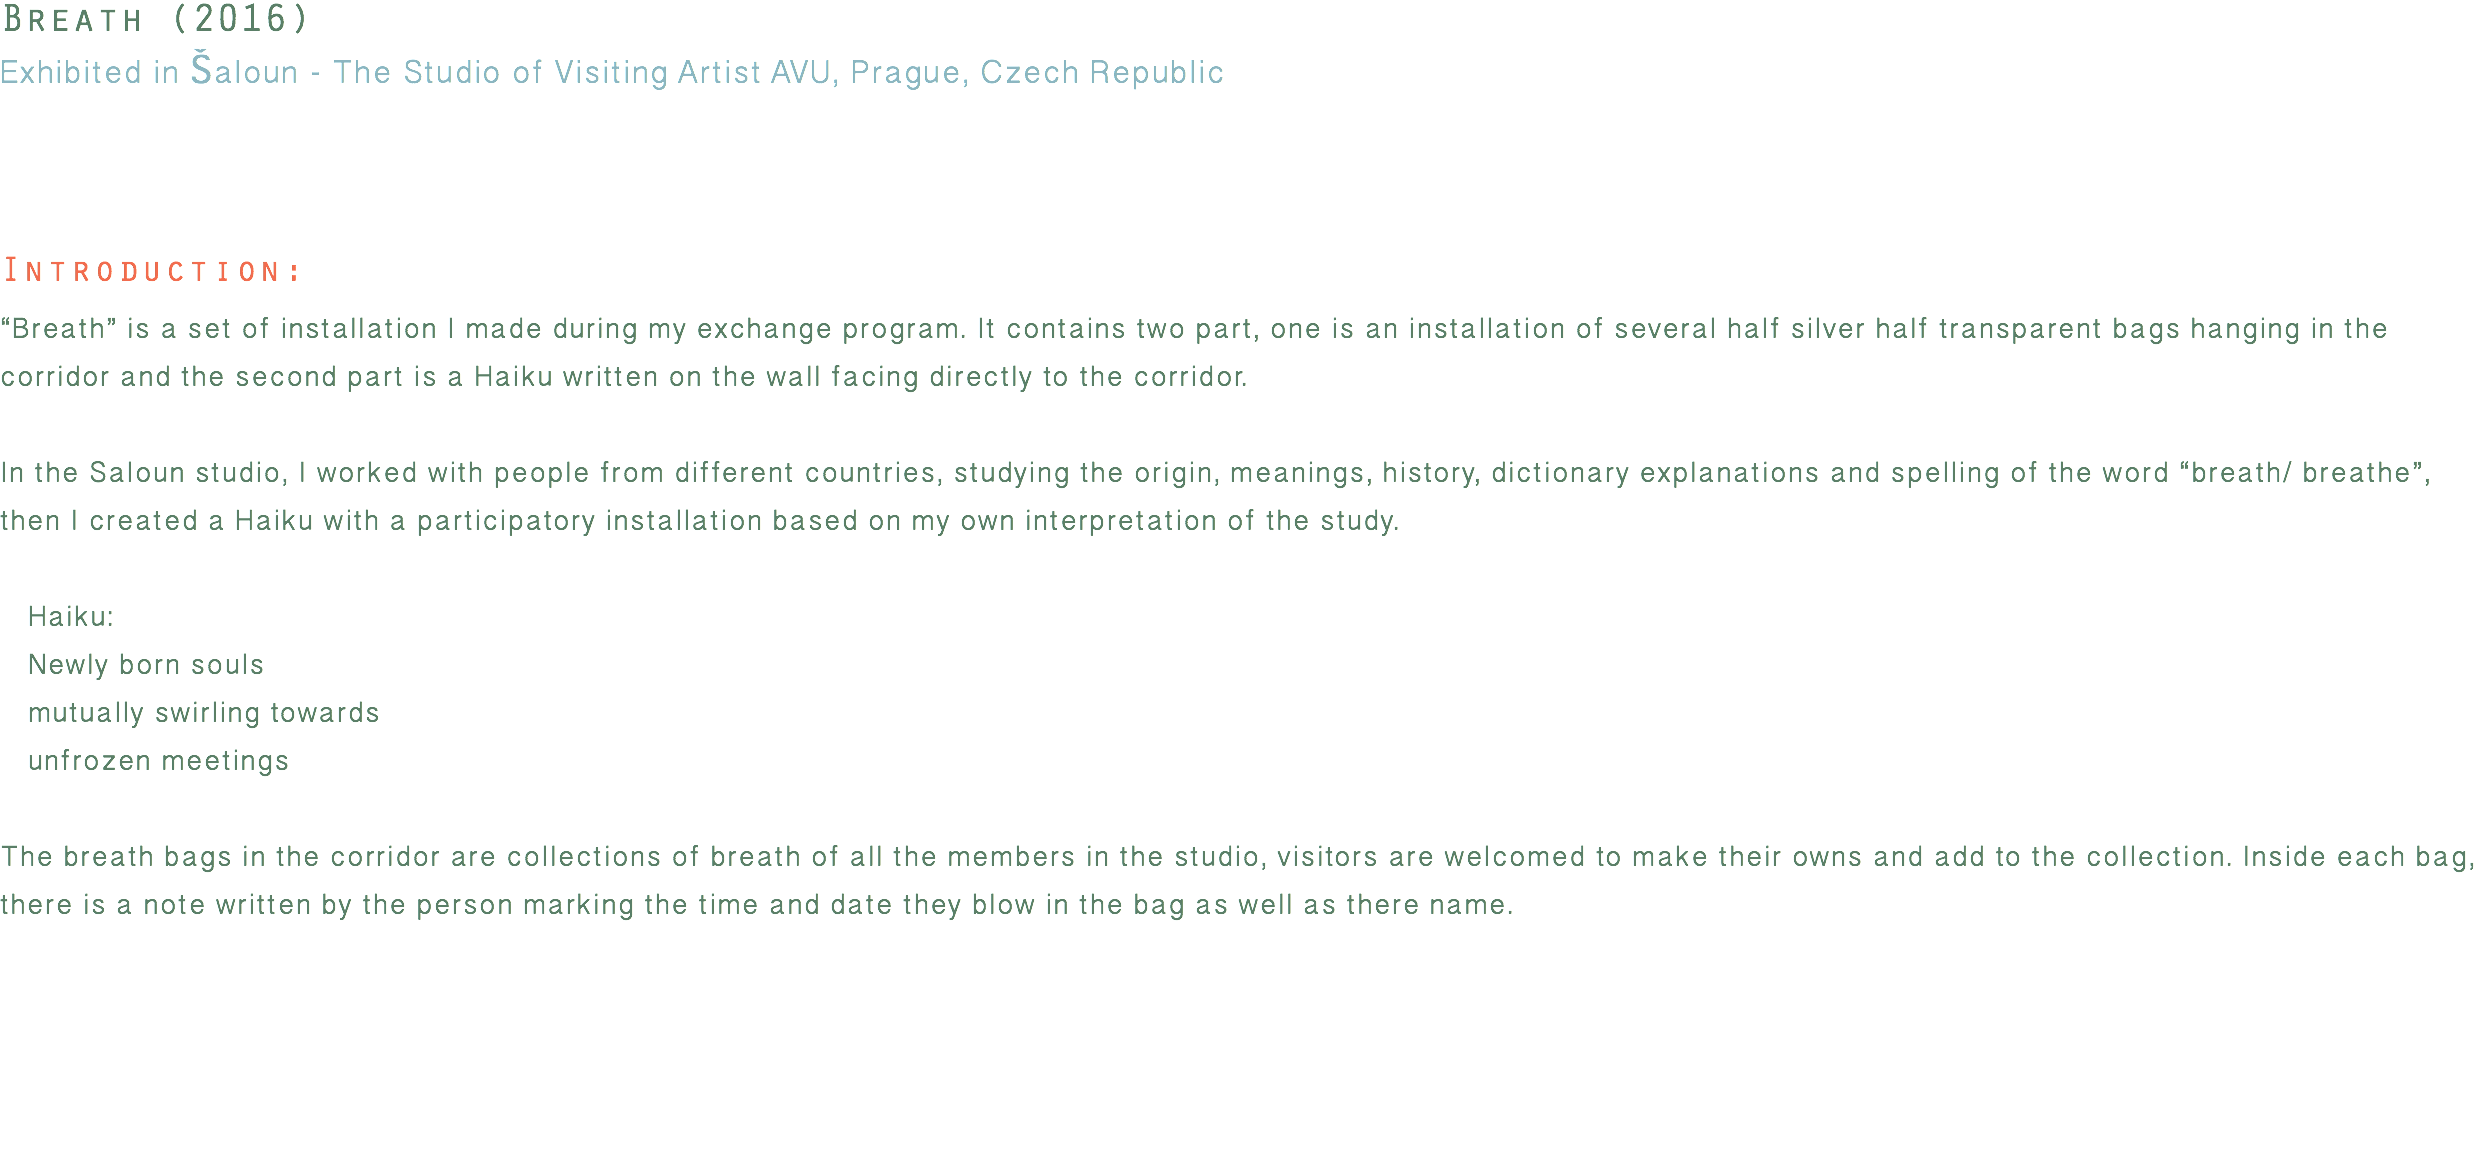 Breath (2016)
Exhibited in Šaloun - The Studio of Visiting Artist AVU, Prague, Czech Republic
Introduction:
“Breath” is a set of installation I made during my exchange program. It contains two part, one is an installation of several half silver half transparent bags hanging in the
corridor and the second part is a Haiku written on the wall facing directly to the corridor.
In the Saloun studio, I worked with people from different countries, studying the origin, meanings, history, dictionary explanations and spelling of the word “breath/ breathe”,
then I created a Haiku with a participatory installation based on my own interpretation of the study.
Haiku:
Newly born souls
mutually swirling towards
unfrozen meetings
The breath bags in the corridor are collections of breath of all the members in the studio, visitors are welcomed to make their owns and add to the collection. Inside each bag,
there is a note written by the person marking the time and date they blow in the bag as well as there name.